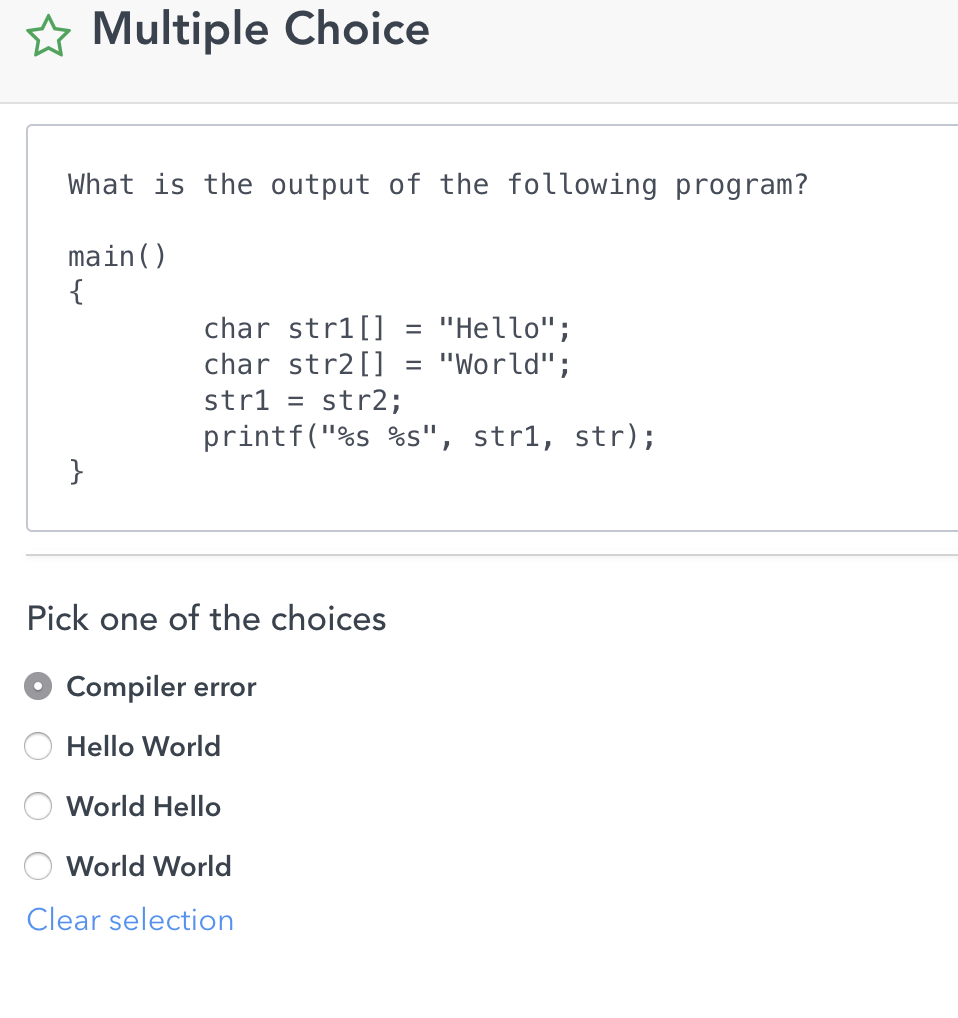 Multiple Choice
What is the output of the following program?
main()
{
char str1[] = "Hello";
char str2[] = "World";
str1 = str2;
printf("%s %s", str1, str);
}
Pick one of the choices
Compiler error
Hello World
World Hello
World World
Clear selection